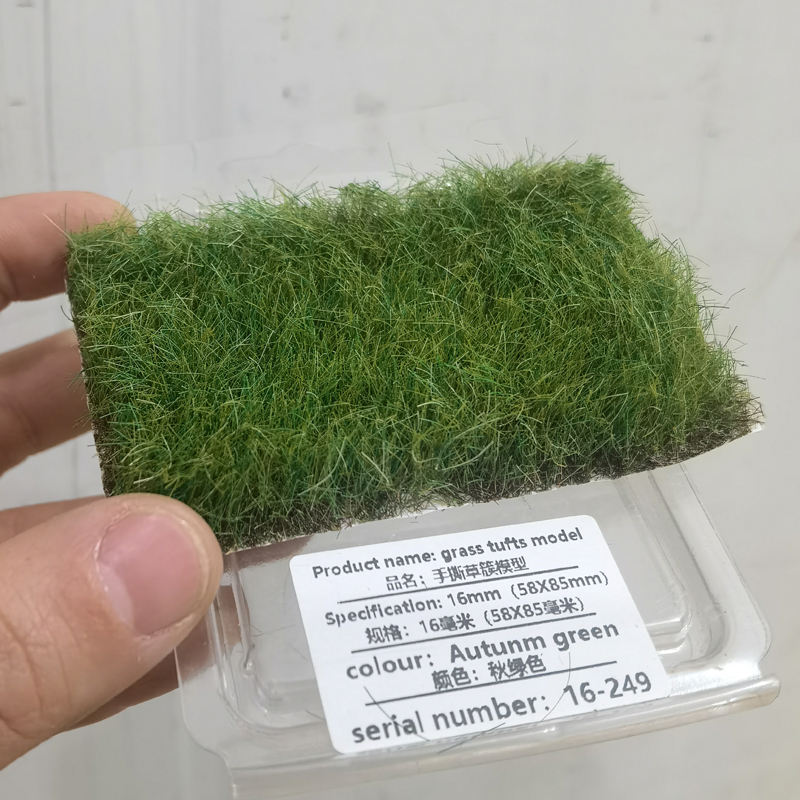 Product name: grass tufts model
品名：手撕草簇模型
Specification: 16mm（58X85mm）
规格：16毫米（58X85毫米）
colour：Autunm green
颜色：秋绿色
serial number：16-249